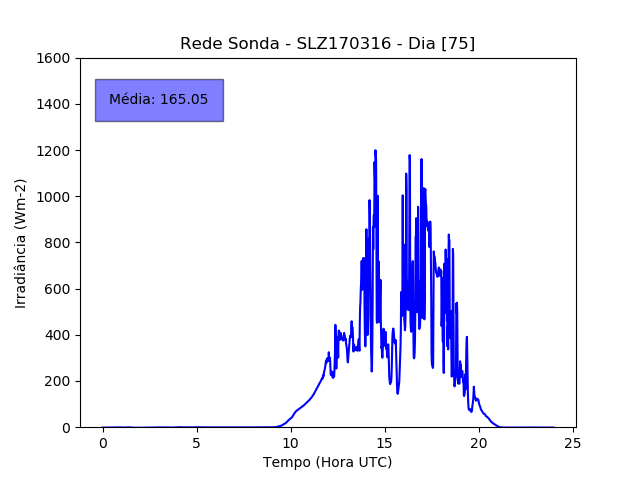 Rede Sonda - SLZ170316 - Dia [75]
1600
1400
1200
1000
800
600
400
200
0
Média: 165.05
Irradiância (Wm-2)
0 5 10 15 20 25
Tempo (Hora UTC)